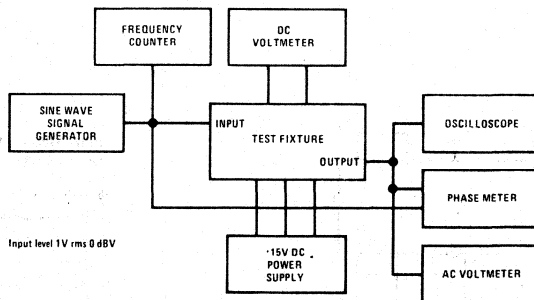 FREQUENCY
COUNTER
DC
VOLTMETER
SINE WAVE
SIGNAL
GENERATOR
INPUT
TEST FIXTURE
OUTPUT
OSCILLOSCOPE
PHASE METER
AC VOLTMETER
Input level 1V rms 0 dBV
·15V DC
POWER
SUPPLY